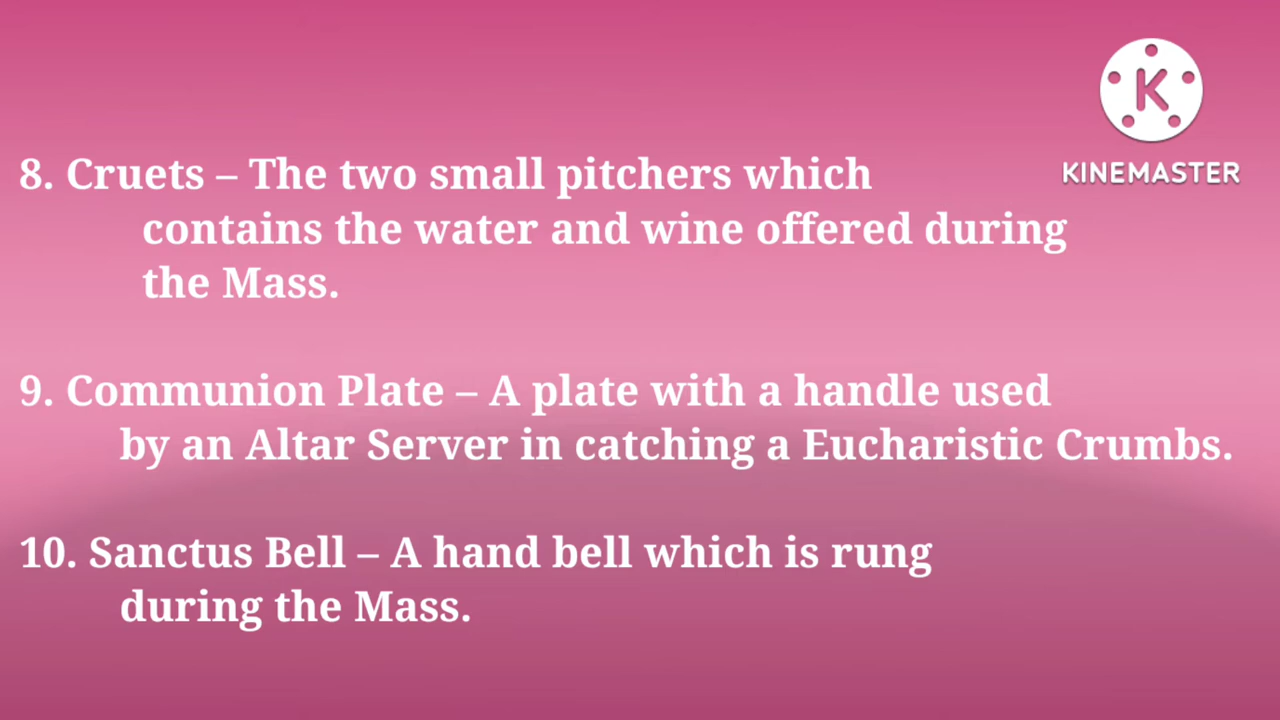 K
KINEMASTER
8. Cruets – The two small pitchers which
contains the water and wine offered during
the Mass.
9. Communion Plate – A plate with a handle used
by an Altar Server in catching a Eucharistic Crumbs.
10. Sanctus Bell – A hand bell which is rung
during the Mass.